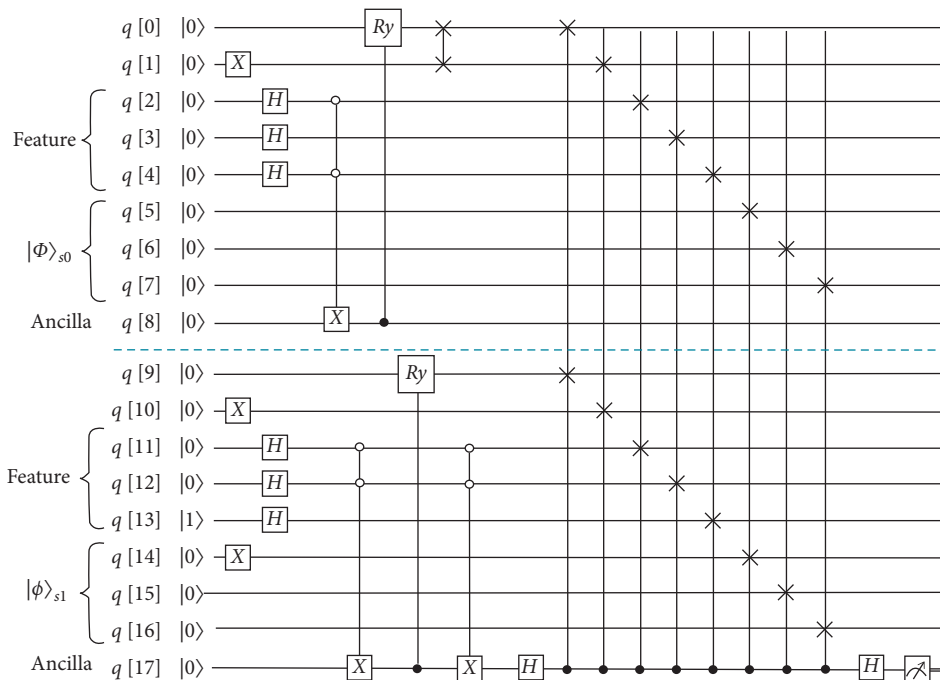 q [0] |0⟩ Ry
q [1] |0⟩ X
q [2] |0⟩ H
Feature q [3] |0⟩ H
q [4] |0⟩ H
q [5] |0⟩
|Φ⟩s0 q [6] |0⟩
q [7] |0⟩
Ancilla q [8] |0⟩ X
q [9] |0⟩ Ry
q [10] |0⟩ X
q [11] |0⟩ H
Feature q [12] |0⟩ H
q [13] |1⟩ H
q [14] |0⟩ X
|ϕ⟩s1 q [15] |0⟩
q [16] |0⟩
Ancilla q [17] |0⟩ X X H H